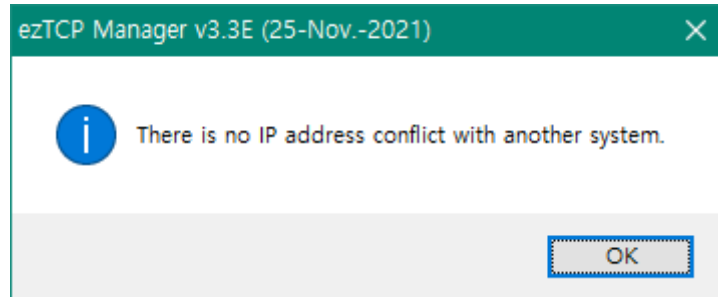 ezTCP Manager v3.3E (25-Nov.-2021)
There is no IP address conflict with another system.
OK